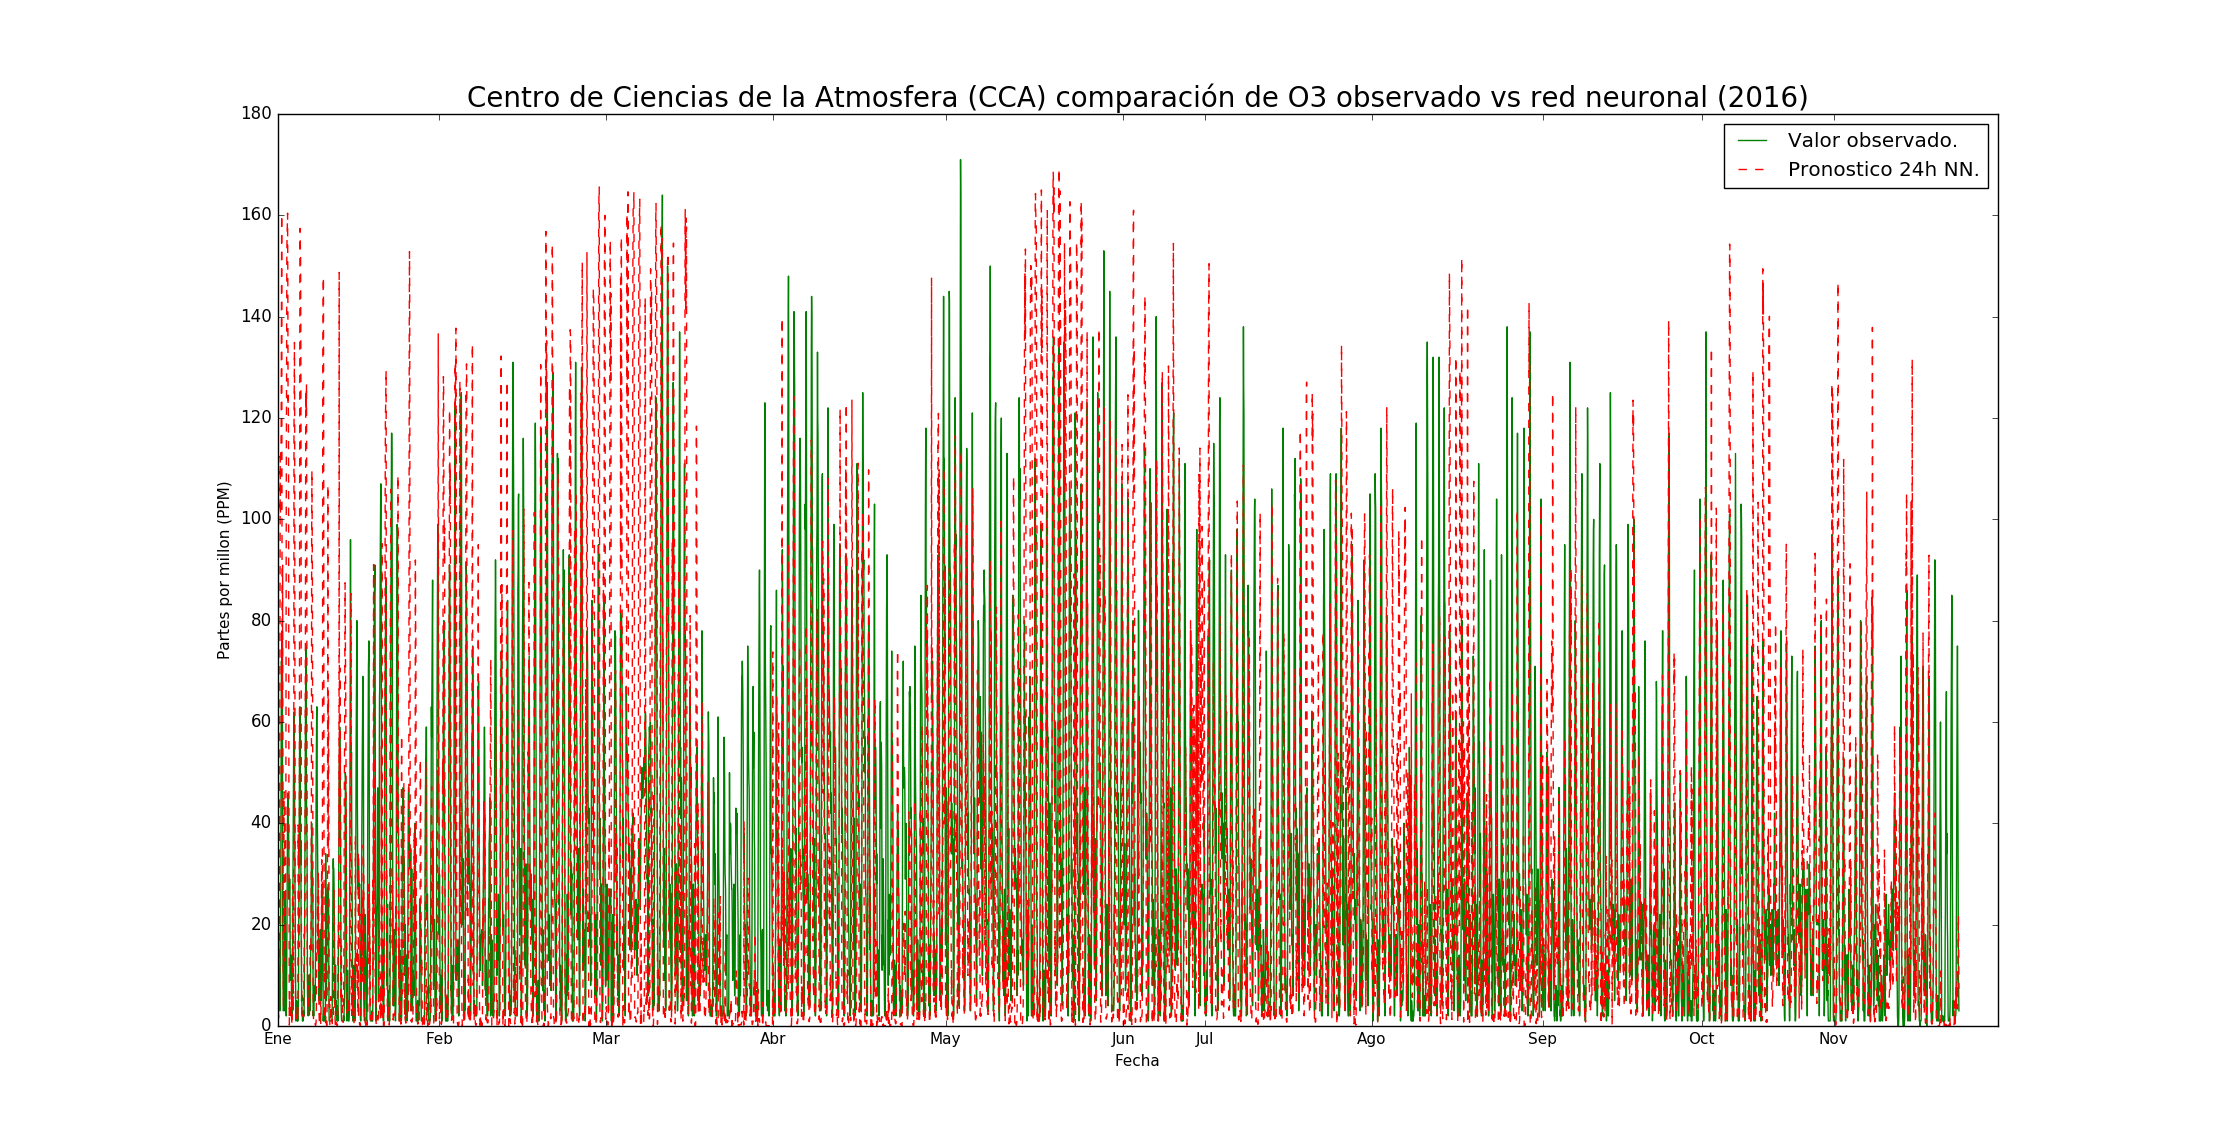 Centro de Ciencias de la Atmosfera (CCA) comparación de O3 observado vs red neuronal (2016)
Valor observado.
Pronostico 24h NN.
180
160
140
120
100
80
60
40
20
0
Partes por millon (PPM)
Ene Feb Mar Abr May Jun Jul Ago Sep Oct Nov
Fecha